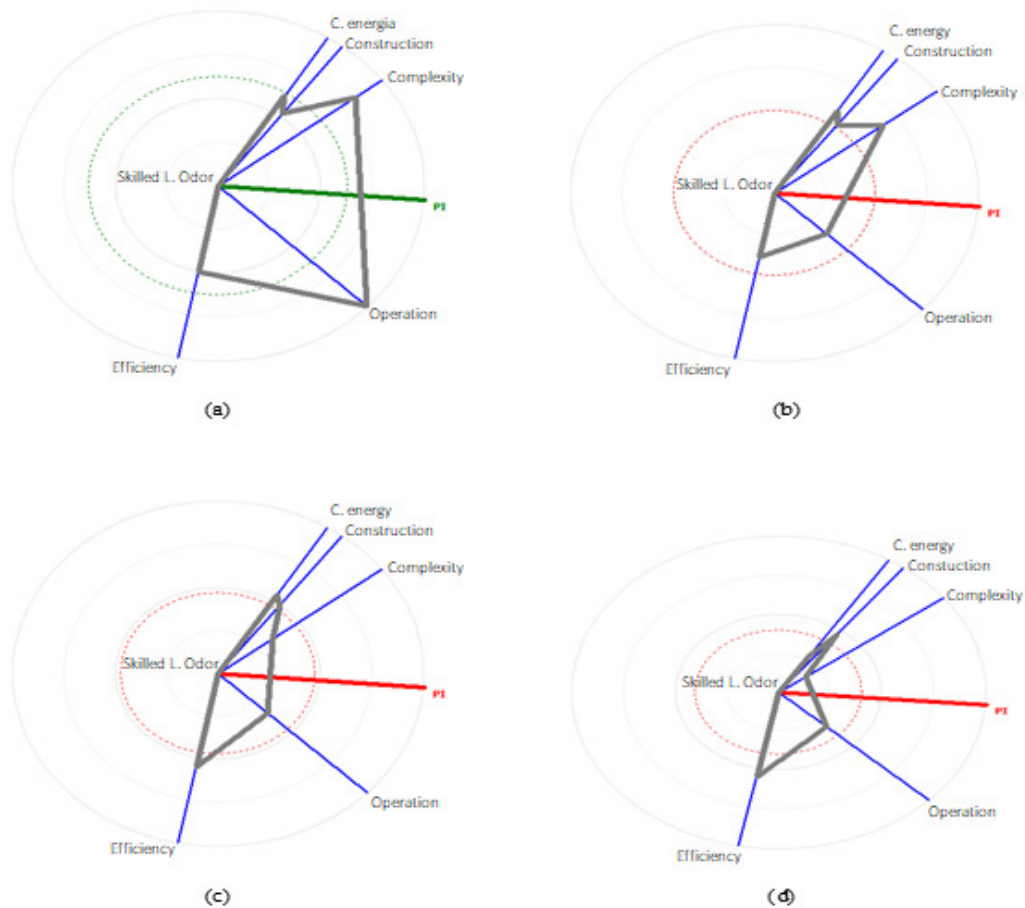 C. energia
Construction
Complexity
Skilled L. Odor
PI
Operation
Efficiency
(a)
C. energy
Construction
Complexity
Skilled L. Odor
PI
Operation
Efficiency
(b)
C. energy
Construction
Complexity
Skilled L. Odor
PI
Operation
Efficiency
(c)
C. energy
Constuction
Complexity
Skilled L. Odor
PI
Operation
Efficiency
(d)